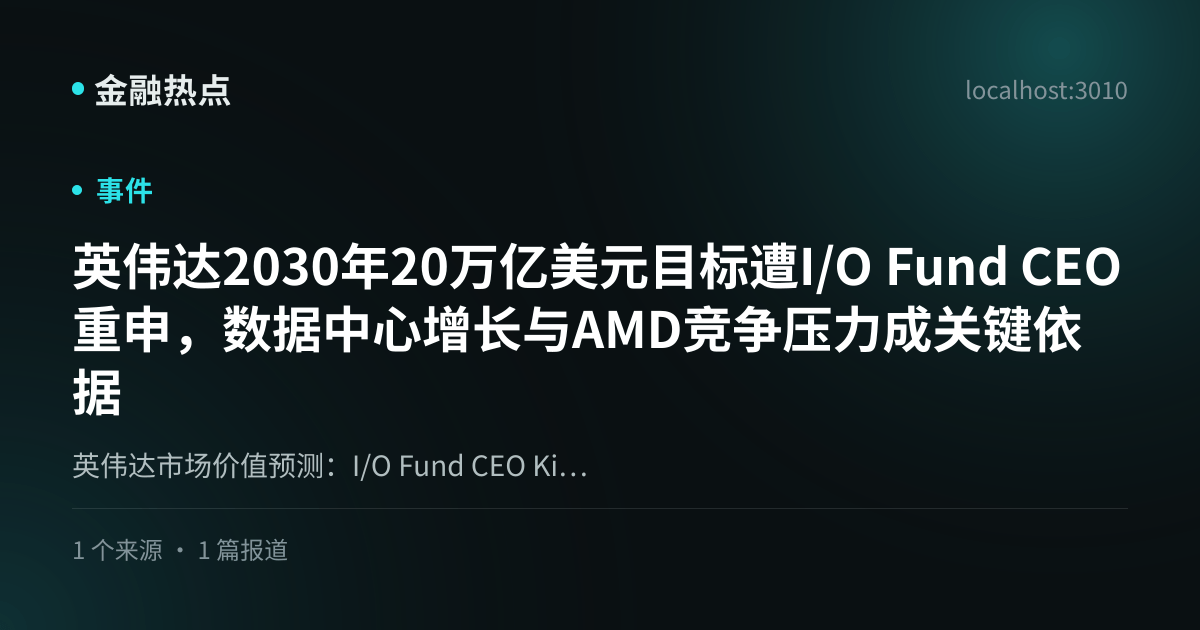 金融热点
localhost:3010
事件
英伟达2030年20万亿美元目标遭I/O Fund CEO
重申，数据中心增长与AMD竞争压力成关键依
据
英伟达市场价值预测：I/O Fund CEO Ki…
1 个来源 · 1 篇报道